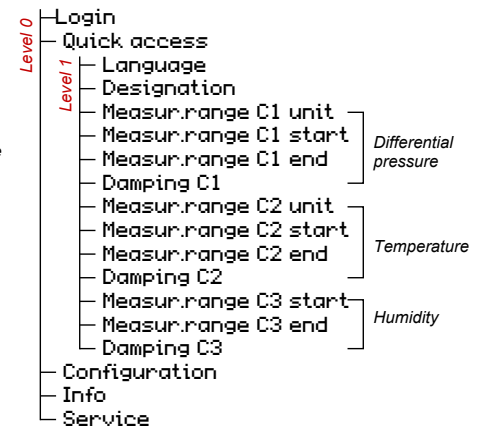 Level 0
Login
Quick access
Level 1
Language
Designation
Measur.range C1 unit
Measur.range C1 start
Measur.range C1 end
Damping C1
Differential
pressure
Measur.range C2 unit
Measur.range C2 start
Measur.range C2 end
Damping C2
Temperature
Measur.range C3 start
Measur.range C3 end
Damping C3
Humidity
Configuration
Info
Service